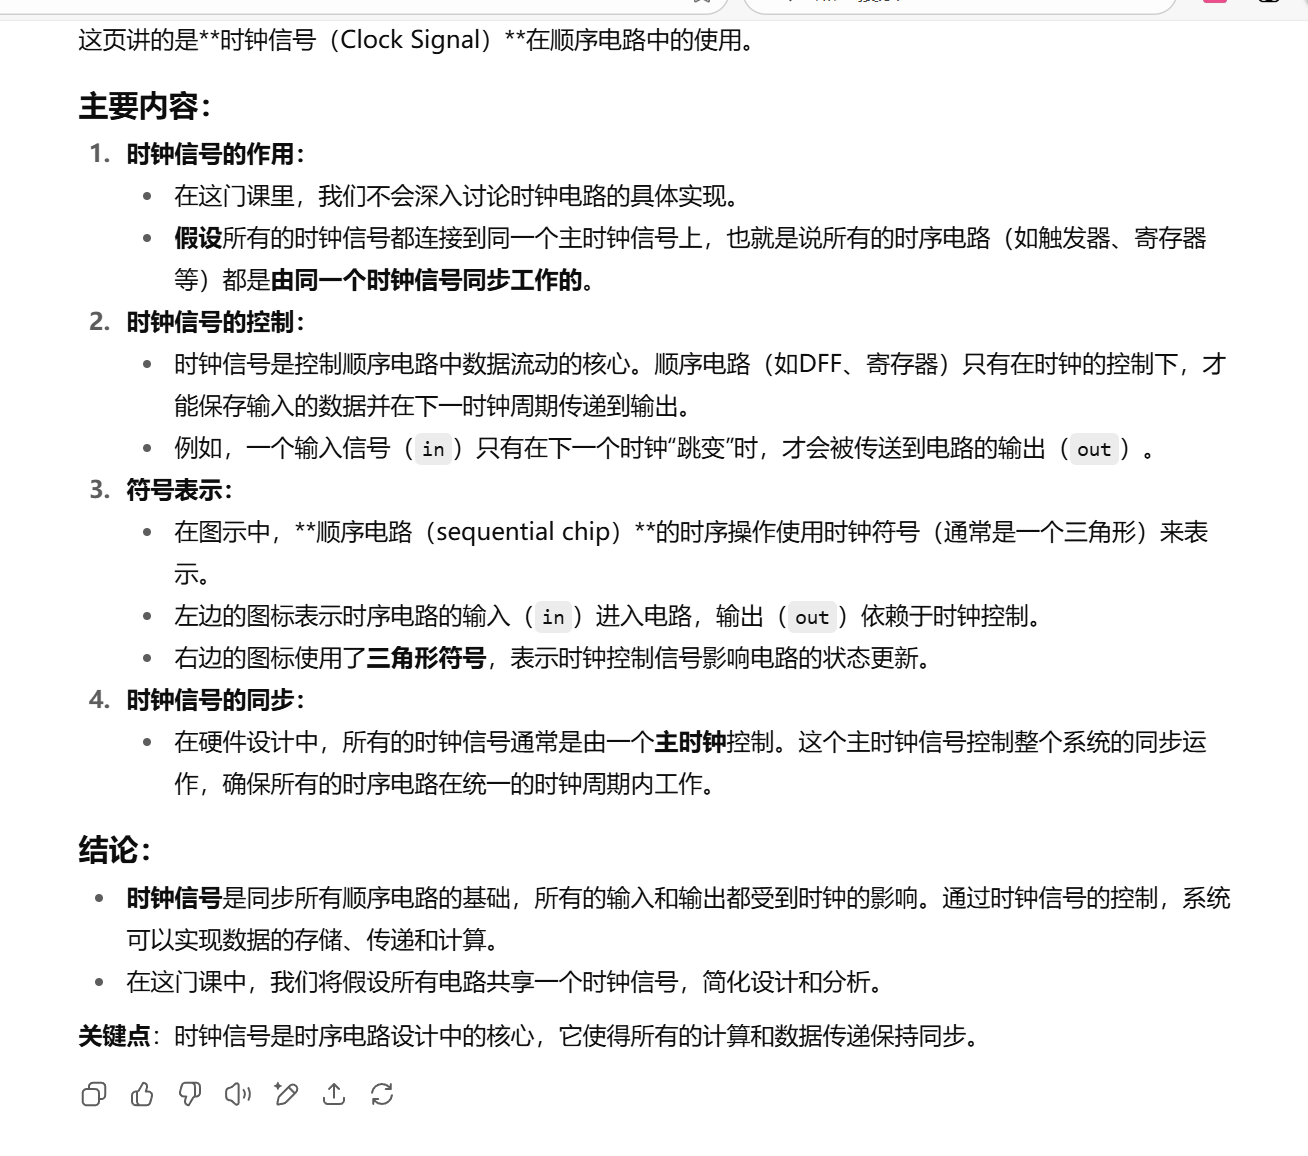 这页讲的是**时钟信号（Clock Signal）**在顺序电路中的使用。
主要内容：
1. 时钟信号的作用：
• 在这门课里，我们不会深入讨论时钟电路的具体实现。
• 假设所有的时钟信号都连接到同一个主时钟信号上，也就是说所有的时序电路（如触发器、寄存器
等）都是由同一个时钟信号同步工作的。
2. 时钟信号的控制：
• 时钟信号是控制顺序电路中数据流动的核心。顺序电路（如DFF、寄存器）只有在时钟的控制下，才
能保存输入的数据并在下一时钟周期传递到输出。
• 例如，一个输入信号（in）只有在下一个时钟“跳变”时，才会被传送到电路的输出（out）。
3. 符号表示：
• 在图示中，**顺序电路（sequential chip）**的时序操作使用时钟符号（通常是一个三角形）来表
示。
• 左边的图标表示时序电路的输入（in）进入电路，输出（out）依赖于时钟控制。
• 右边的图标使用了三角形符号，表示时钟控制信号影响电路的状态更新。
4. 时钟信号的同步：
• 在硬件设计中，所有的时钟信号通常是由一个主时钟控制。这个主时钟信号控制整个系统的同步运
作，确保所有的时序电路在统一的时钟周期内工作。
结论：
• 时钟信号是同步所有顺序电路的基础，所有的输入和输出都受到时钟的影响。通过时钟信号的控制，系统
可以实现数据的存储、传递和计算。
• 在这门课中，我们将假设所有电路共享一个时钟信号，简化设计和分析。
关键点：时钟信号是时序电路设计中的核心，它使得所有的计算和数据传递保持同步。